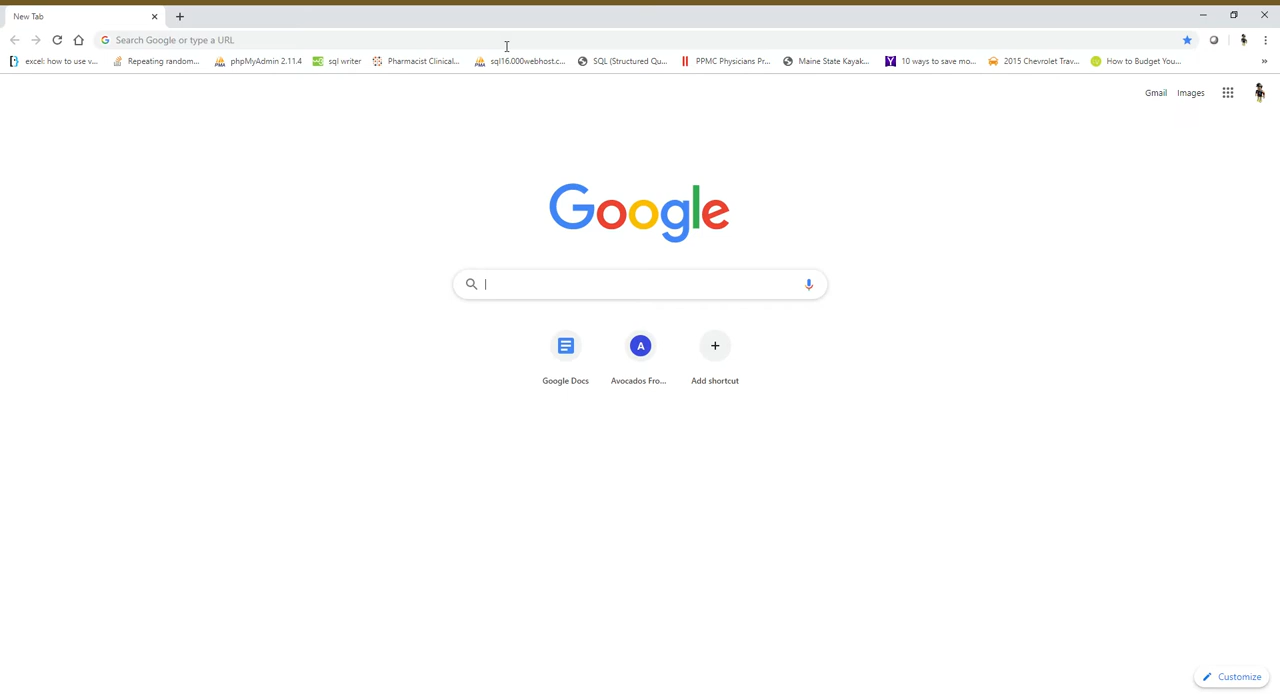 New Tab
Search Google or type a URL
excel: how to use v... Repeating random... phpMyAdmin 2.11.4 sql writer Pharmacist Clinical... sql16.000webhost.c... SQL (Structured Qu... PPMC Physicians Pr... Maine State Kayak... 10 ways to save mo... 2015 Chevrolet Trav... How to Budget You... »
Gmail Images
Google
Google Docs A Avocados Fro... Add shortcut
Customize